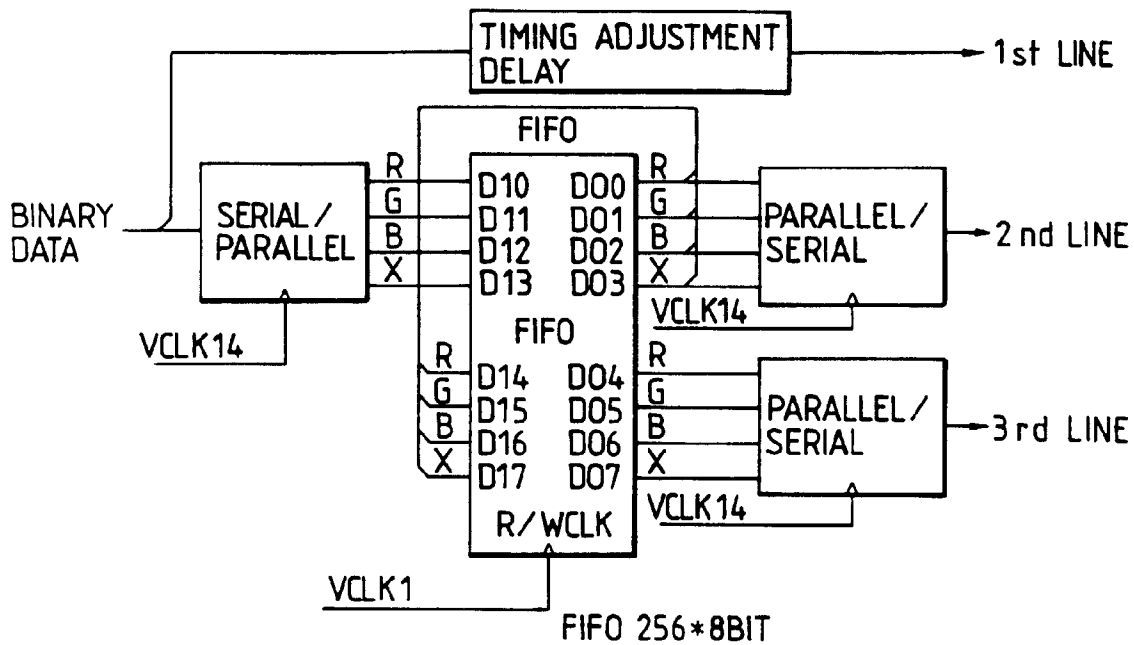 TIMING ADJUSTMENT
DELAY
1st LINE
FIFO
BINARY
DATA
SERIAL/
PARALLEL
R
G
B
X
D10
D11
D12
D13
DO0
DO1
DO2
DO3
R
G
B
X
PARALLEL/
SERIAL
2nd LINE
VCLK14
VCLK14
FIFO
R
G
B
X
D14
D15
D16
D17
DO4
DO5
DO6
DO7
R
G
B
X
PARALLEL/
SERIAL
3rd LINE
VCLK14
R/WCLK
VCLK1
FIFO 256*8BIT